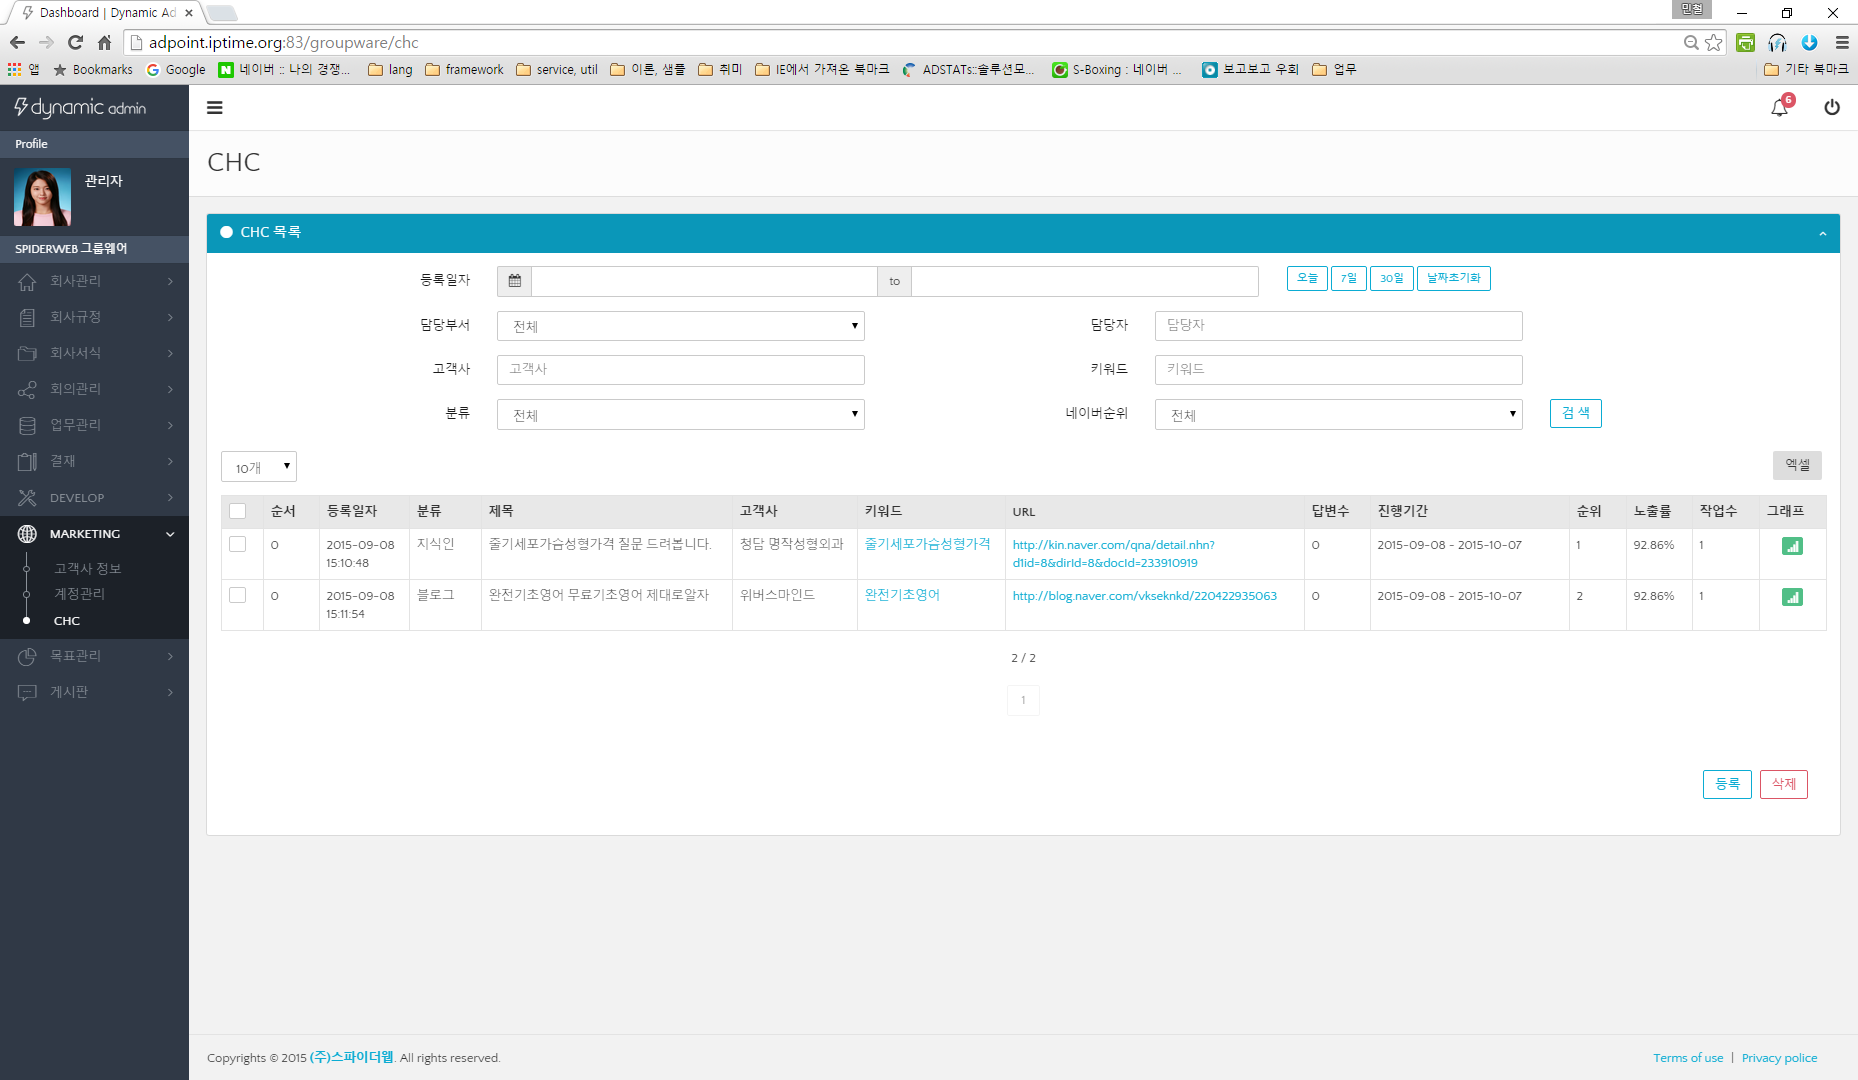 Dashboard | Dynamic Ad
민철
adpoint.iptime.org:83/groupware/chc
앱
Bookmarks
Google
네이버 :: 나의 경쟁...
lang
framework
service, util
이론, 샘플
취미
IE에서 가져온 북마크
ADSTATs::솔루션모...
S-Boxing : 네이버 ...
보고보고 우회
업무
기타 북마크
dynamic admin
6
Profile
관리자
SPIDERWEB 그룹웨어
회사관리
회사규정
회사서식
회의관리
업무관리
결재
DEVELOP
MARKETING
고객사 정보
계정관리
CHC
목표관리
게시판
CHC
CHC 목록
등록일자 to 오늘 7일 30일 날짜초기화
담당부서 전체 담당자 담당자
고객사 고객사 키워드 키워드
분류 전체 네이버순위 전체 검 색
10개 엑셀
순서 등록일자 분류 제목 고객사 키워드 URL 답변수 진행기간 순위 노출률 작업수 그래프
0 2015-09-08 지식인 줄기세포가슴성형가격 질문 드려봅니다. 청담 명작성형외과 줄기세포가슴성형가격 http://kin.naver.com/qna/detail.nhn? 0 2015-09-08 - 2015-10-07 1 92.86% 1
15:10:48 d1id=8&dirId=8&docId=233910919
0 2015-09-08 블로그 완전기초영어 무료기초영어 제대로알자 위버스마인드 완전기초영어 http://blog.naver.com/vkseknkd/220422935063 0 2015-09-08 - 2015-10-07 2 92.86% 1
15:11:54
2 / 2
1
등록 삭제
Copyrights © 2015 (주)스파이더웹. All rights reserved.
Terms of use | Privacy police